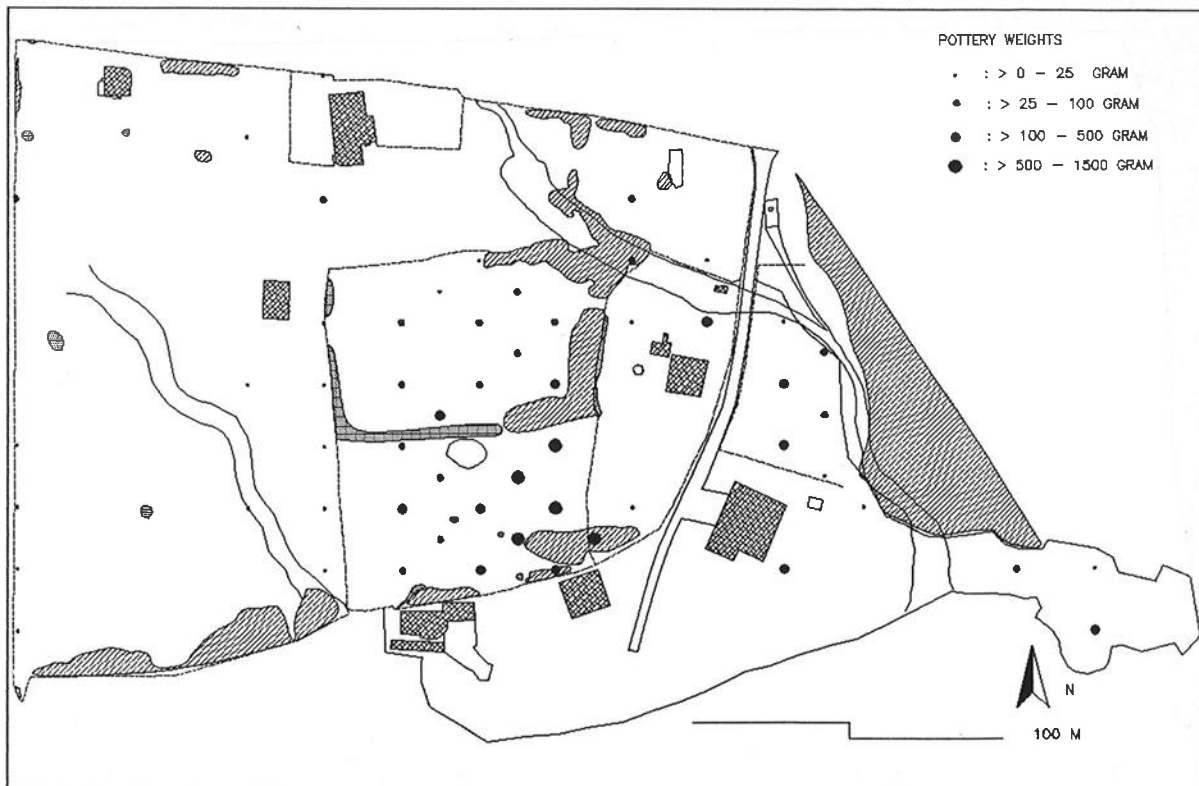 POTTERY WEIGHTS
: > 0 – 25 GRAM
: > 25 – 100 GRAM
: > 100 – 500 GRAM
: > 500 – 1500 GRAM
N
100 M